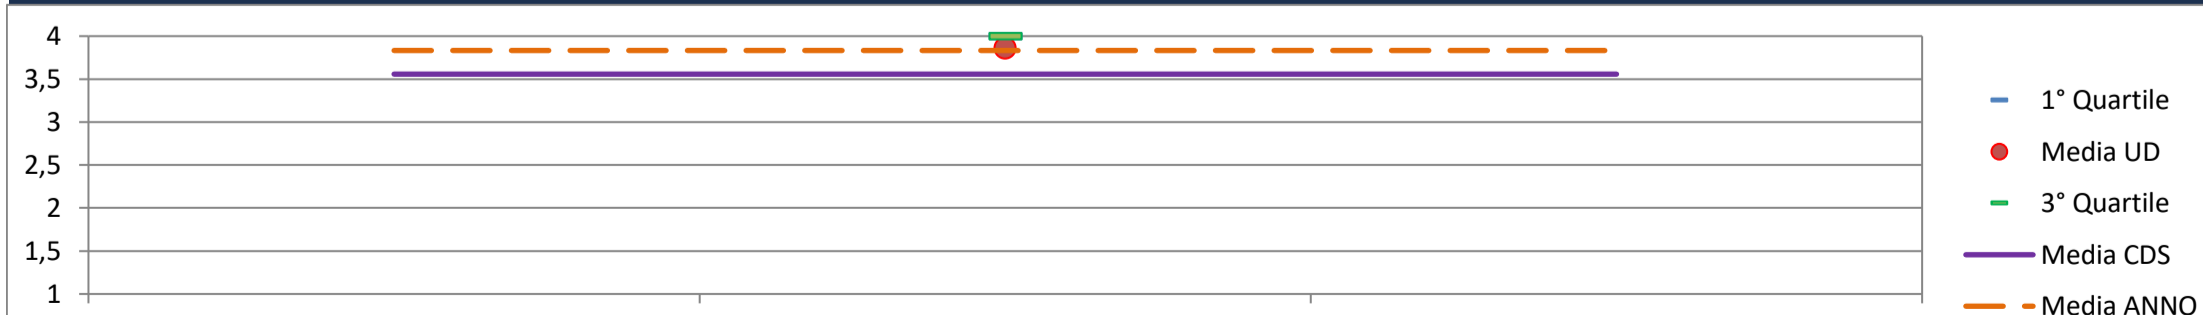 4
3,5
3
2,5
2
1,5
1
1° Quartile
Media UD
3° Quartile
Media CDS
Media ANNO